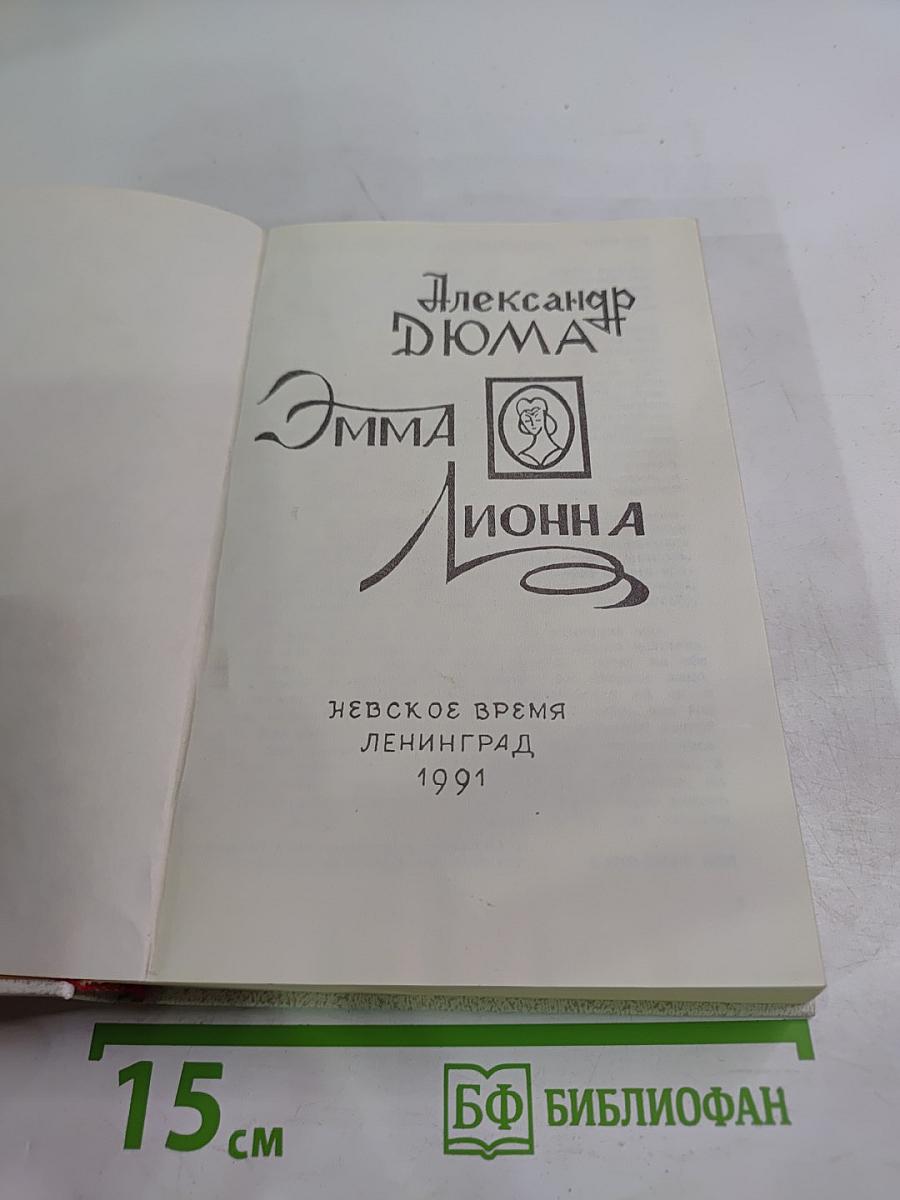 Александр
ДЮМА
Эмма
Лионна
НЕВСКОЕ ВРЕМЯ
ЛЕНИНГРАД
1991
15 см
БФ БИБЛИОФАН